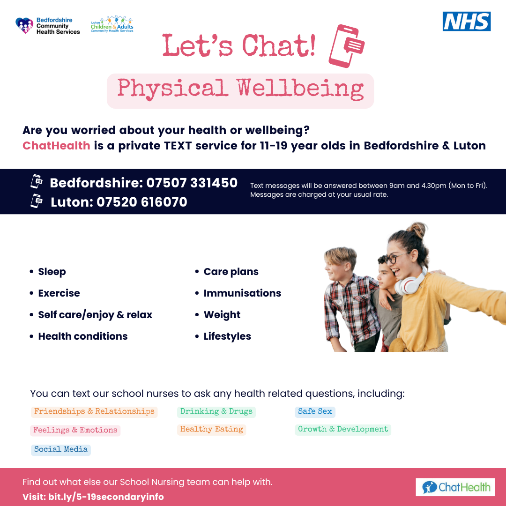 Bedfordshire
Community
Health Services
Children & Adults
Community Health Services
NHS
Let's Chat!
Physical Wellbeing
Are you worried about your health or wellbeing?
ChatHealth is a private TEXT service for 11-19 year olds in Bedfordshire & Luton
Bedfordshire: 07507 331450
Luton: 07520 616070
Text messages will be answered between 9am and 4.30pm (Mon to Fri).
Messages are charged at your usual rate.
• Sleep
• Exercise
• Self care/enjoy & relax
• Health conditions
• Care plans
• Immunisations
• Weight
• Lifestyles
You can text our school nurses to ask any health related questions, including:
Friendships & Relationships
Drinking & Drugs
Safe Sex
Feelings & Emotions
Healthy Eating
Growth & Development
Social Media
Find out what else our School Nursing team can help with.
Visit: bit.ly/5-19secondaryinfo
ChatHealth